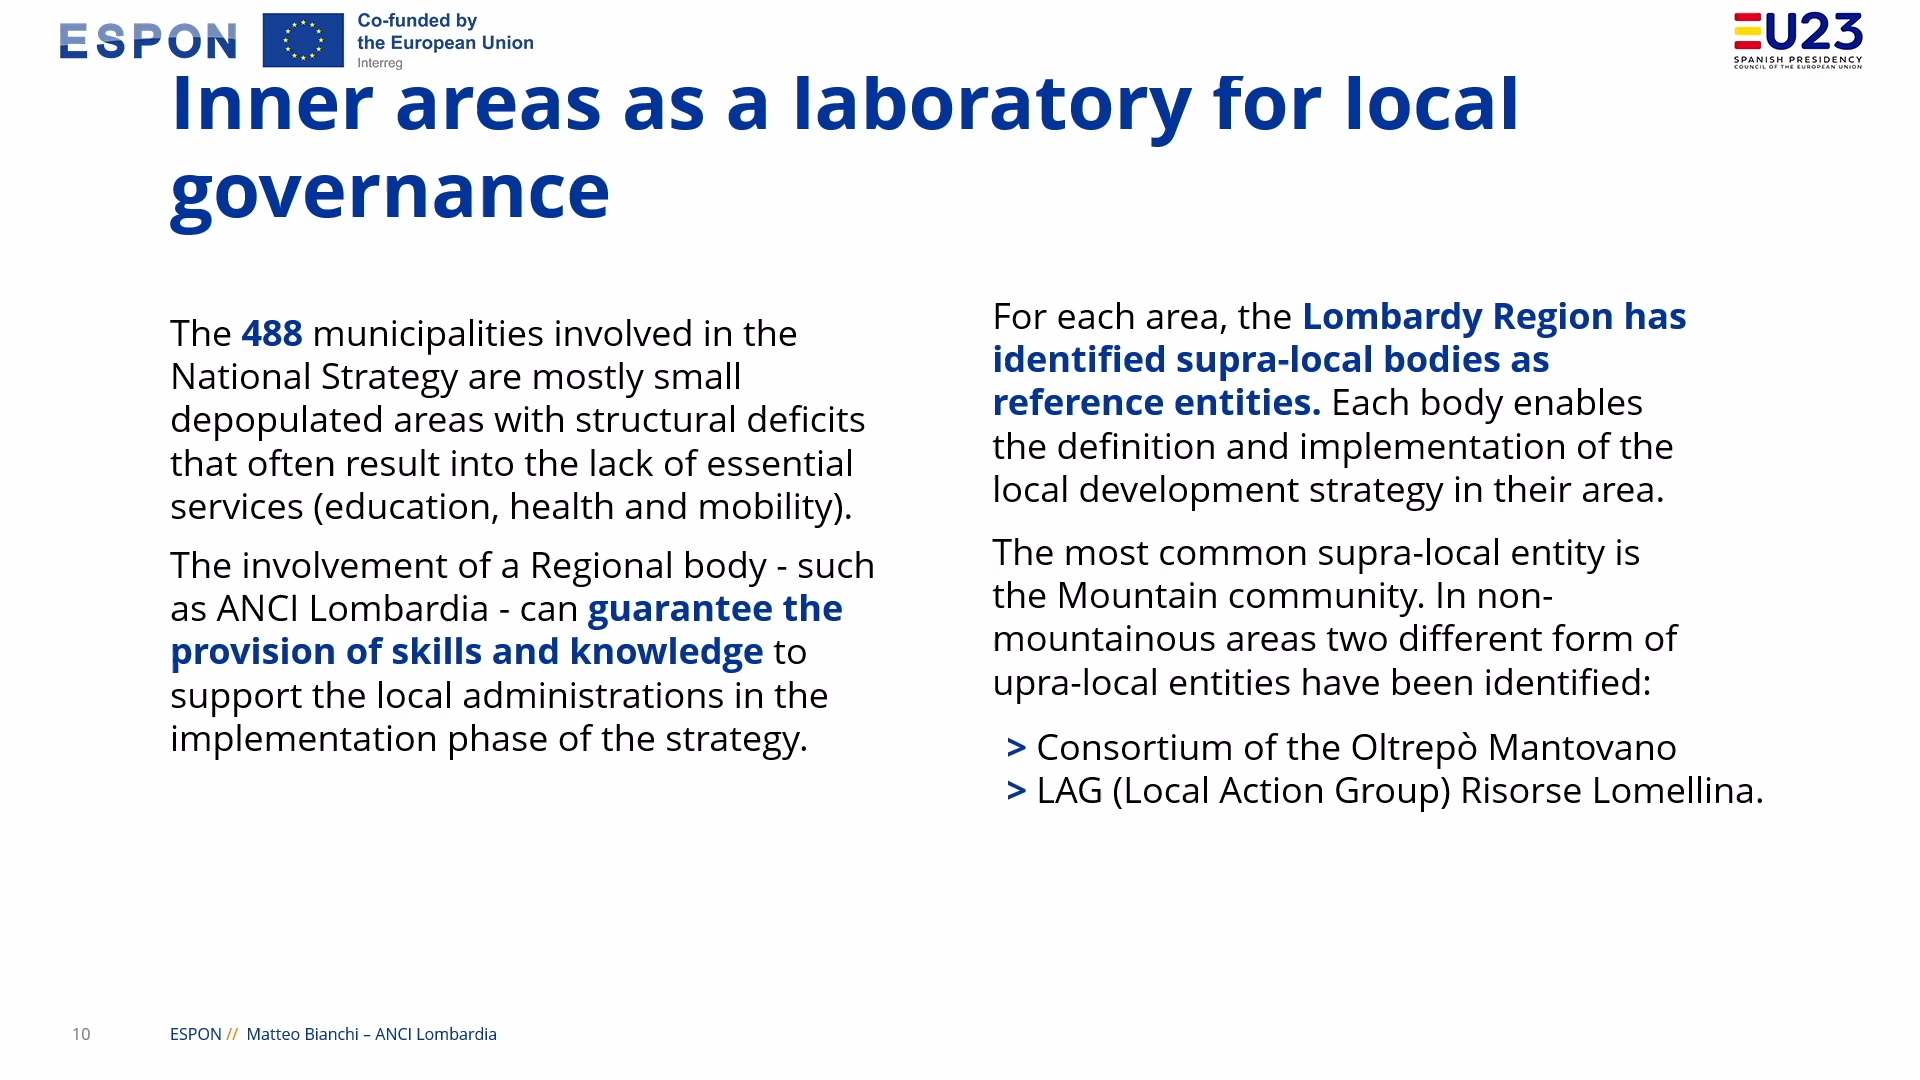 ESPON
Co-funded by
the European Union
Interreg
EU23
SPANISH PRESIDENCY
COUNCIL OF THE EUROPEAN UNION
Inner areas as a laboratory for local
governance
The 488 municipalities involved in the
National Strategy are mostly small
depopulated areas with structural deficits
that often result into the lack of essential
services (education, health and mobility).
The involvement of a Regional body - such
as ANCI Lombardia - can guarantee the
provision of skills and knowledge to
support the local administrations in the
implementation phase of the strategy.
For each area, the Lombardy Region has
identified supra-local bodies as
reference entities. Each body enables
the definition and implementation of the
local development strategy in their area.
The most common supra-local entity is
the Mountain community. In non-
mountainous areas two different form of
upra-local entities have been identified:
> Consortium of the Oltrepò Mantovano
> LAG (Local Action Group) Risorse Lomellina.
10
ESPON // Matteo Bianchi – ANCI Lombardia